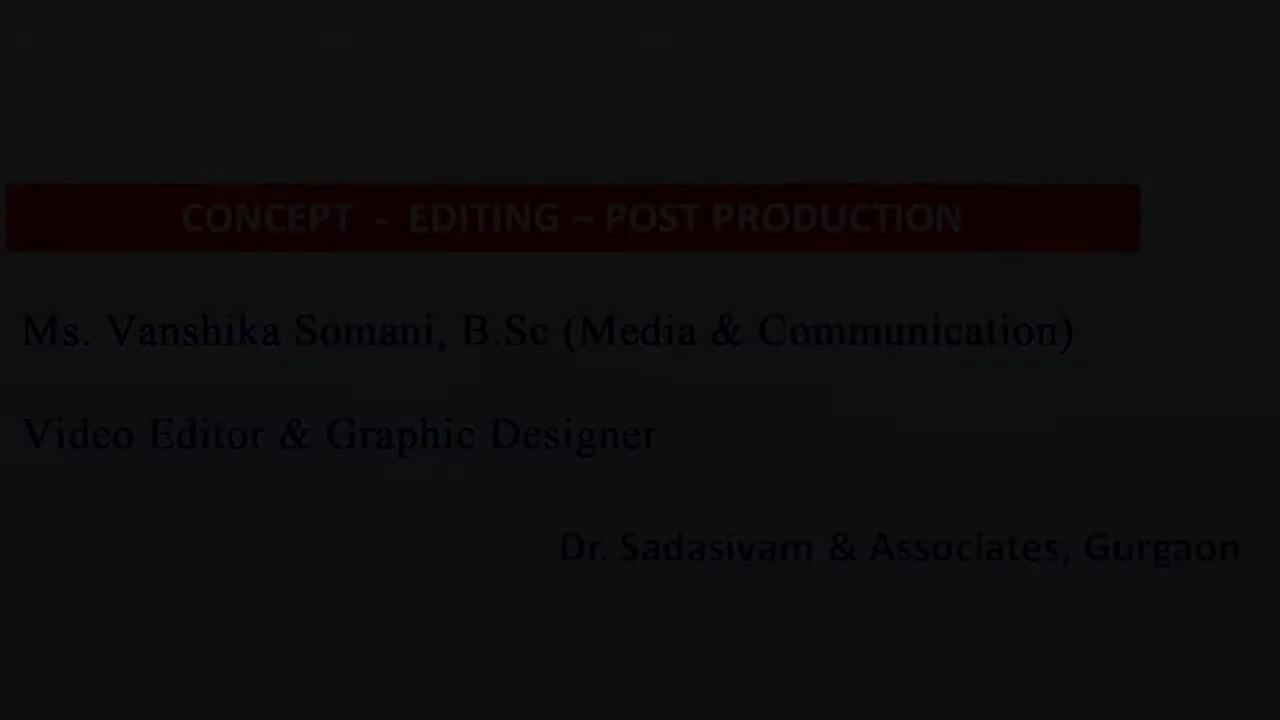 CONCEPT - EDITING – POST PRODUCTION
Ms. Vanshika Somani, B.Sc (Media & Communication)
Video Editor & Graphic Designer
Dr. Sadasivam & Associates, Gurgaon